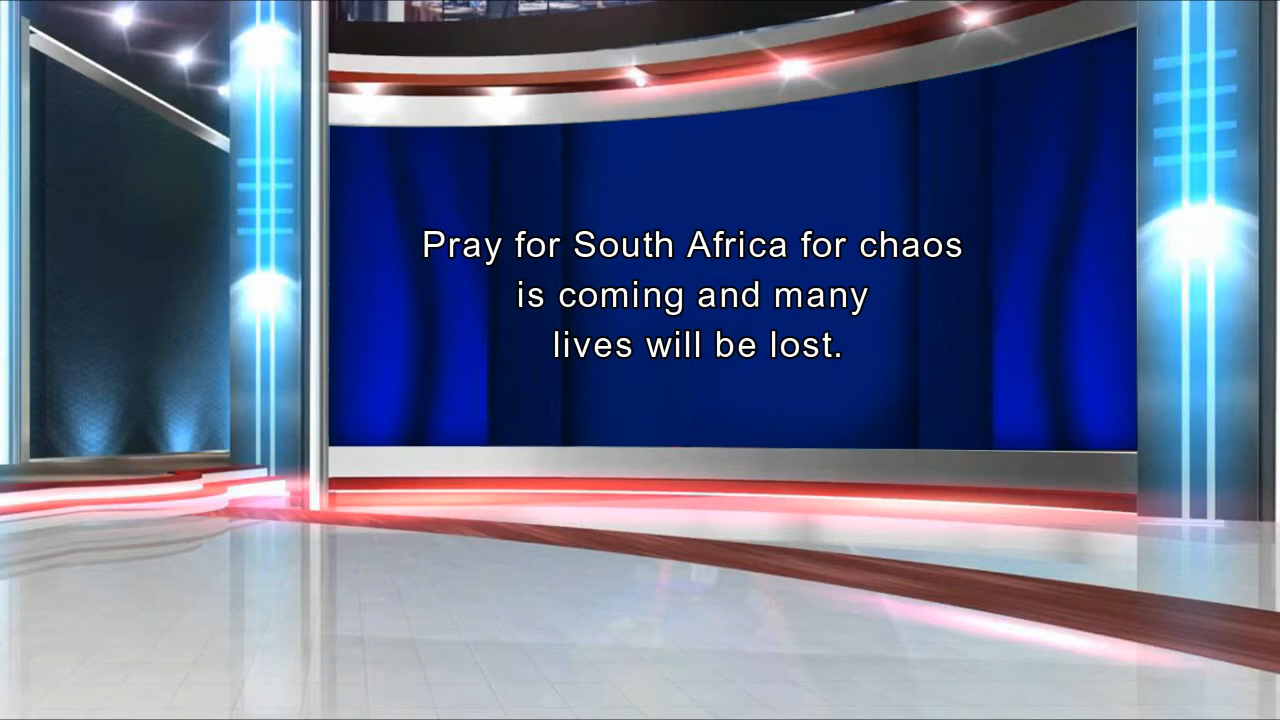 Pray for South Africa for chaos
is coming and many
lives will be lost.